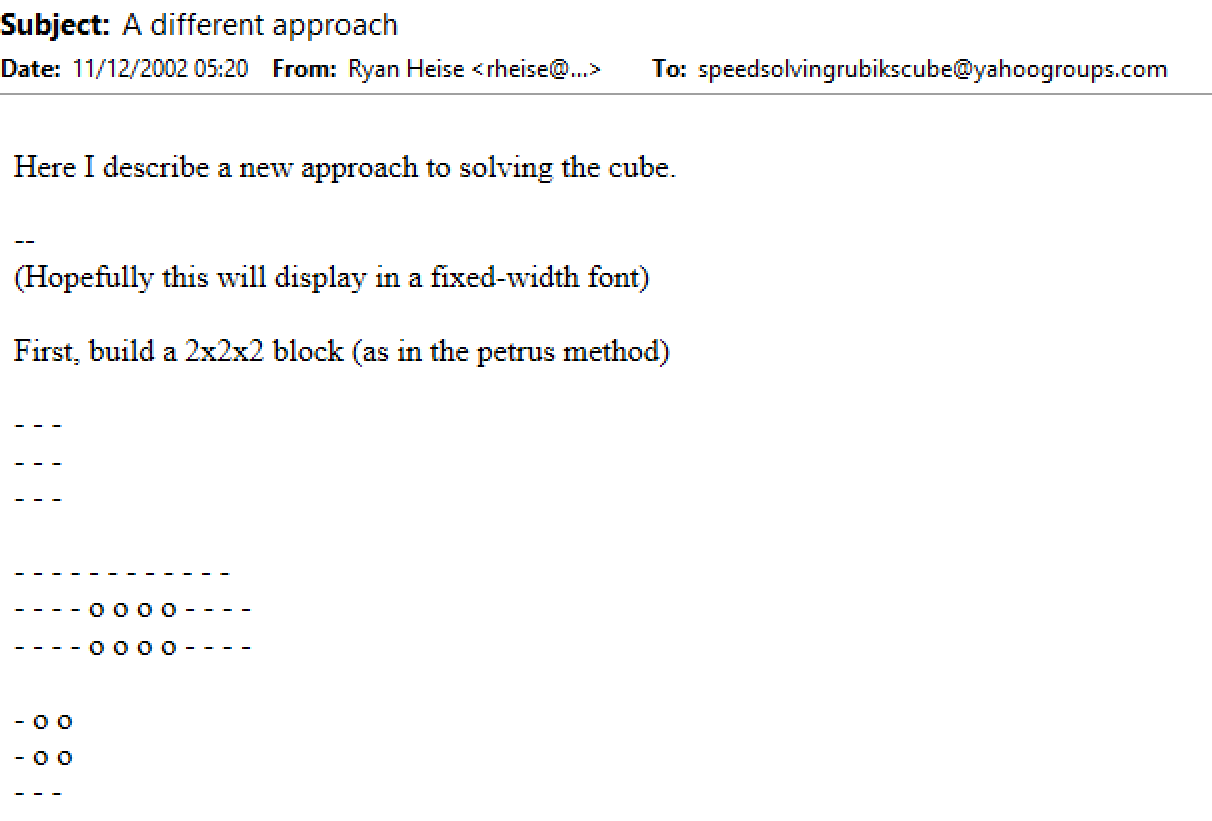 Subject: A different approach
Date: 11/12/2002 05:20 From: Ryan Heise <rheise@...> To: speedsolvingrubikscube@yahoogroups.com
Here I describe a new approach to solving the cube.
--
(Hopefully this will display in a fixed-width font)
First, build a 2x2x2 block (as in the petrus method)
- - -
- - -
- - -
- - - - - - - - - - - -
- - - - o o o o - - - -
- - - - o o o o - - - -
- o o
- o o
- - -